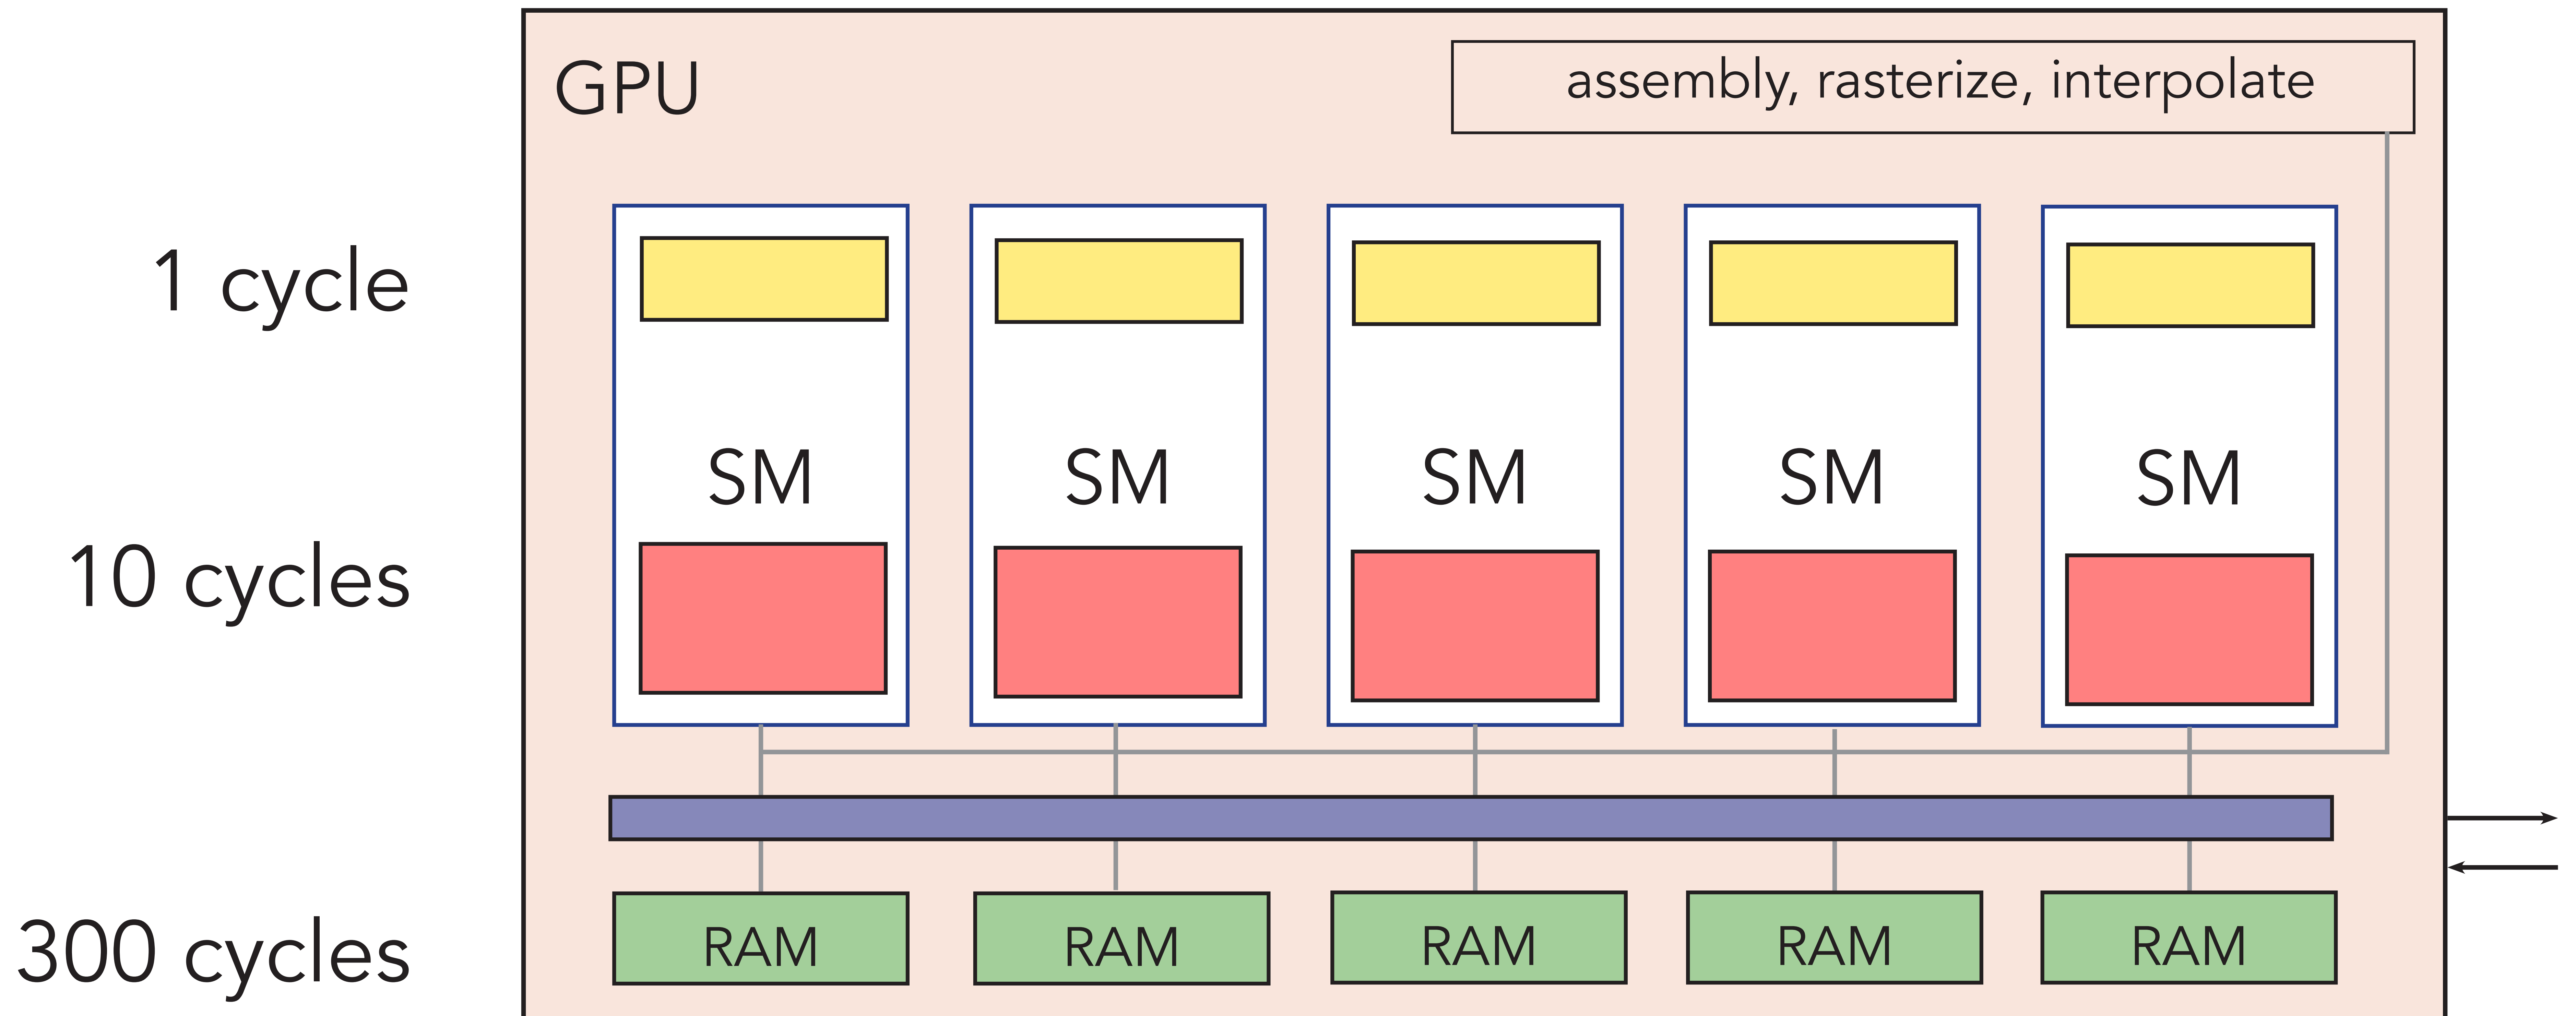 GPU
assembly, rasterize, interpolate
1 cycle
SM SM SM SM SM
10 cycles
300 cycles
RAM RAM RAM RAM RAM